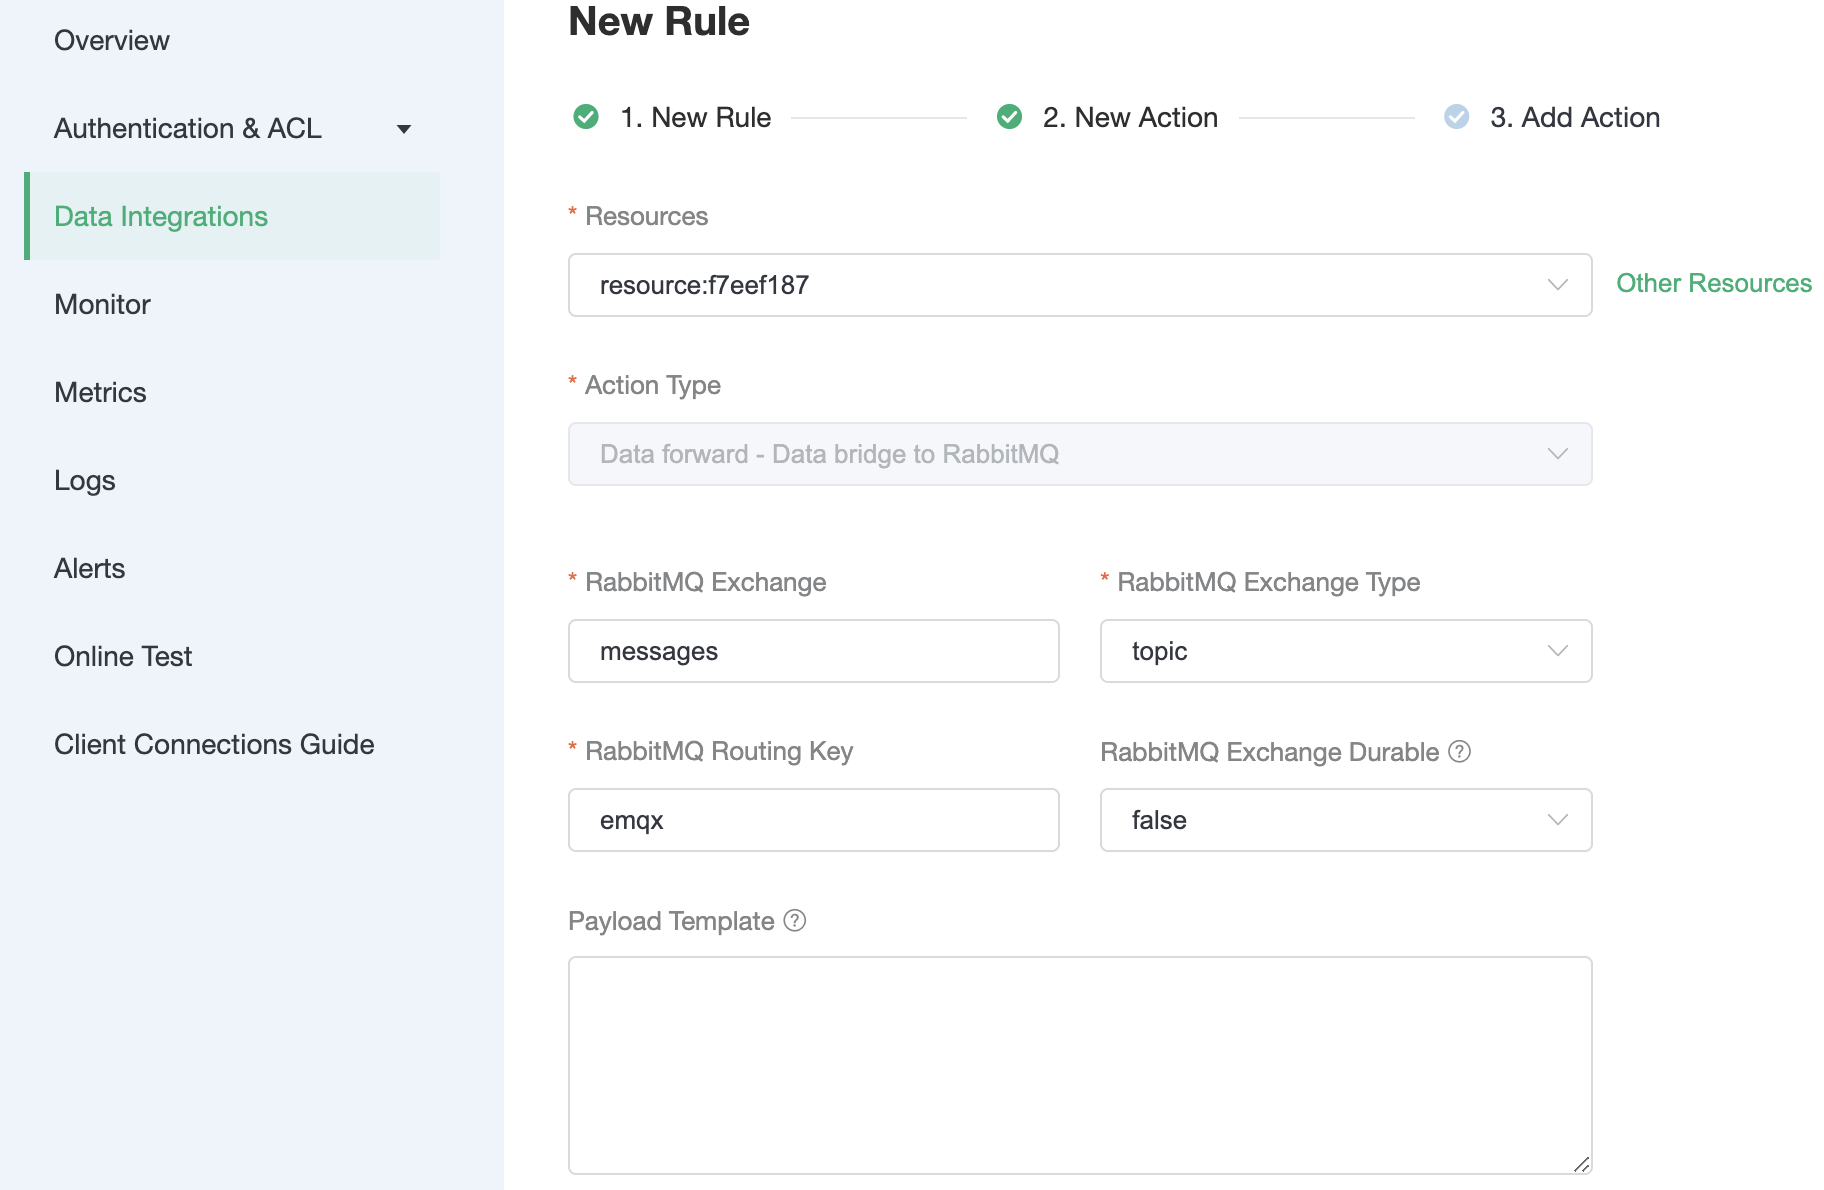 Overview
Authentication & ACL
Data Integrations
Monitor
Metrics
Logs
Alerts
Online Test
Client Connections Guide
New Rule
1. New Rule
2. New Action
3. Add Action
* Resources
resource:f7eef187
Other Resources
* Action Type
Data forward - Data bridge to RabbitMQ
* RabbitMQ Exchange
* RabbitMQ Exchange Type
messages
topic
* RabbitMQ Routing Key
RabbitMQ Exchange Durable ?
emqx
false
Payload Template ?